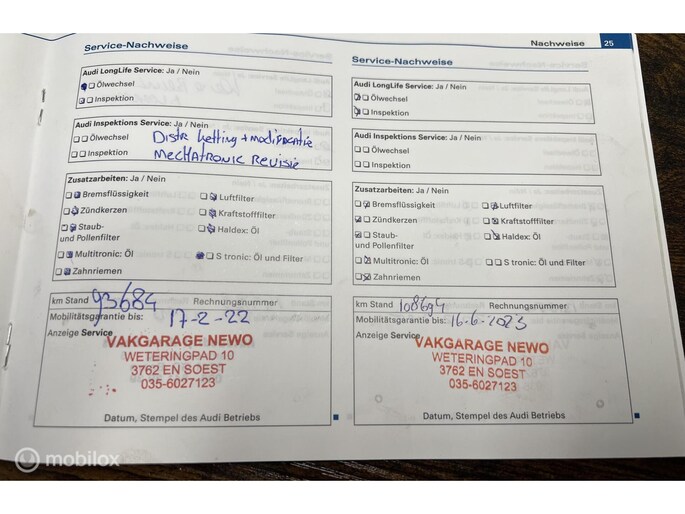 Nachweise 25
Service-Nachweise
Audi LongLife Service: Ja / Nein
Ölwechsel
Inspektion
Audi Inspektions Service: Ja / Nein
Ölwechsel Distr ketting + modificatie
Inspektion MECHATRONIC REVISIE
Zusatzarbeiten: Ja / Nein
Bremsflüssigkeit Luftfilter
Zündkerzen Kraftstofffilter
Staub- Haldex: Öl
und Pollenfilter
Multitronic: Öl S tronic: Öl und Filter
Zahnriemen
km Stand 93684 Rechnungsnummer
Mobilitätsgarantie bis: 17-2-22
Anzeige Service
VAKGARAGE NEWO
WETERINGPAD 10
3762 EN SOEST
035-6027123
Datum, Stempel des Audi Betriebs
Service-Nachweise
Audi LongLife Service: Ja / Nein
Ölwechsel
Inspektion
Audi Inspektions Service: Ja / Nein
Ölwechsel
Inspektion
Zusatzarbeiten: Ja / Nein
Bremsflüssigkeit Luftfilter
Zündkerzen Kraftstofffilter
Staub- Haldex: Öl
und Pollenfilter
Multitronic: Öl S tronic: Öl und Filter
Zahnriemen
km Stand 108694 Rechnungsnummer
Mobilitätsgarantie bis: 16-6-2023
Anzeige Service
VAKGARAGE NEWO
WETERINGPAD 10
3762 EN SOEST
035-6027123
Datum, Stempel des Audi Betriebs
mobilox